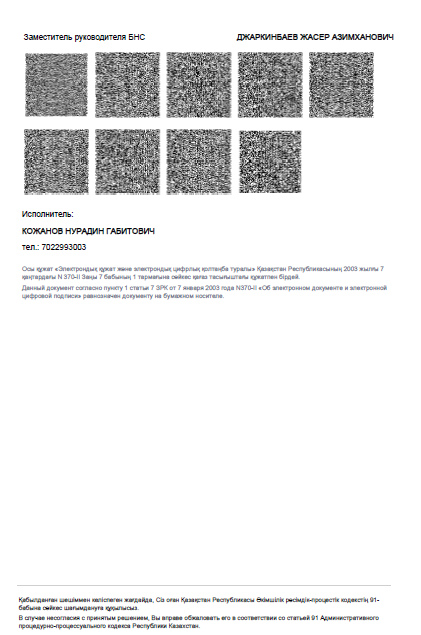 Заместитель руководителя БНС ДЖАРКИНБАЕВ ЖАСЕР АЗИМХАНОВИЧ
Исполнитель:
КОЖАНОВ НУРАДИН ГАБИТОВИЧ
тел.: 7022993003
Осы құжат «Электрондық құжат және электрондық цифрлық қолтаңба туралы» Қазақстан Республикасының 2003 жылғы 7
қаңтардағы N 370-II Заңы 7 бабының 1 тармағына сәйкес қағаз тасығыштағы құжатпен бірдей.
Данный документ согласно пункту 1 статьи 7 ЗРК от 7 января 2003 года N370-II «Об электронном документе и электронной
цифровой подписи» равнозначен документу на бумажном носителе.
Қабылданған шешіммен келіспеген жағдайда, Сіз оған Қазақстан Республикасы Әкімшілік рәсімдік-процестік кодекстің 91-
бабына сәйкес шағымдануға құқылысыз.
В случае несогласия с принятым решением, Вы вправе обжаловать его в соответствии со статьей 91 Административного
процедурно-процессуального кодекса Республики Казахстан.